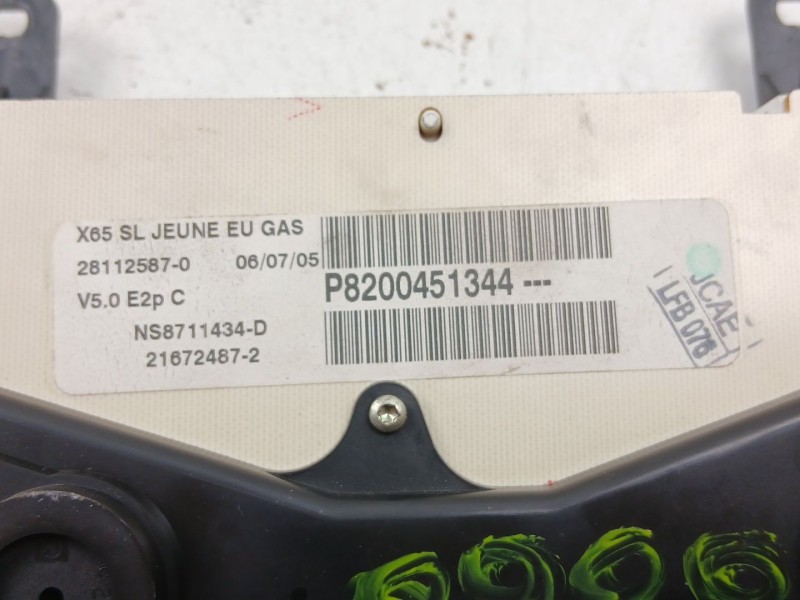 X65 SL JEUNE EU GAS
28112587-0 06/07/05
V5.0 E2p C
P8200451344 ---
NS8711434-D
21672487-2
JCAE
LFB 076